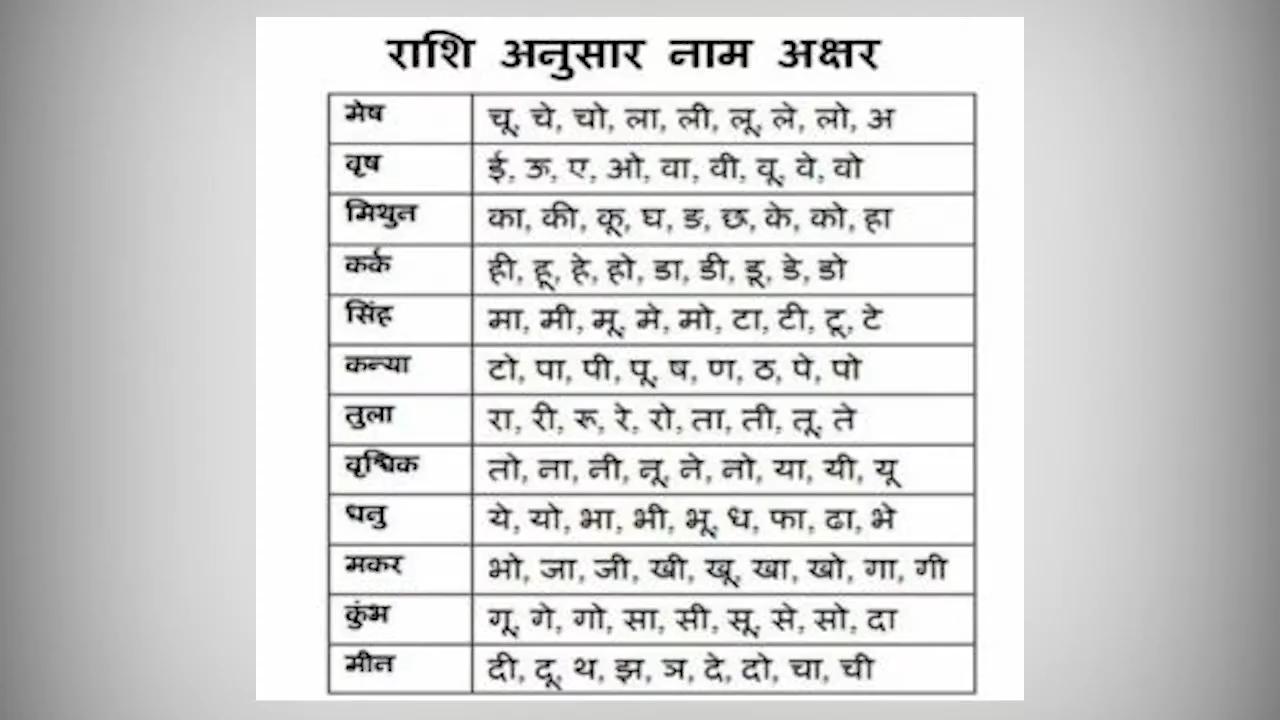 राशि अनुसार नाम अक्षर
मेष चू, चे, चो, ला, ली, लू, ले, लो, अ
वृष ई, ऊ, ए, ओ, वा, वी, वू, वे, वो
मिथुन का, की, कू, घ, ङ, छ, के, को, हा
कर्क ही, हू, हे, हो, डा, डी, डू, डे, डो
सिंह मा, मी, मू, मे, मो, टा, टी, टू, टे
कन्या टो, पा, पी, पू, ष, ण, ठ, पे, पो
तुला रा, री, रू, रे, रो, ता, ती, तू, ते
वृश्चिक तो, ना, नी, नू, ने, नो, या, यी, यू
धनु ये, यो, भा, भी, भू, ध, फा, ढा, भे
मकर भो, जा, जी, खी, खू, खा, खो, गा, गी
कुंभ गू, गे, गो, सा, सी, सू, से, सो, दा
मीन दी, दू, थ, झ, ञ, दे, दो, चा, ची